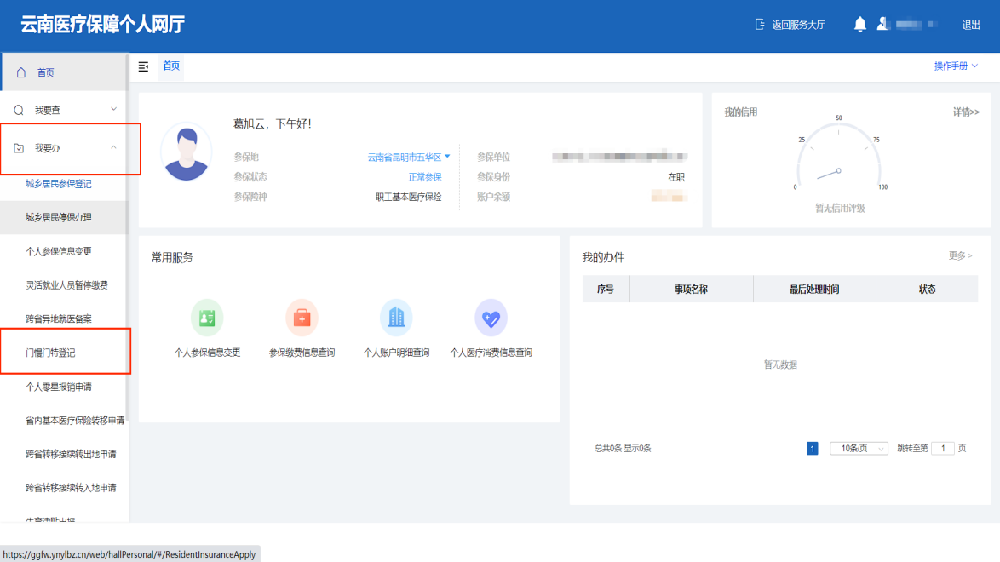 云南医疗保障个人网厅
返回服务大厅
退出
首页
首页
操作手册
我要查
我要办
城乡居民参保登记
城乡居民停保办理
个人参保信息变更
灵活就业人员暂停缴费
跨省异地就医备案
门慢门特登记
个人零星报销申请
省内基本医疗保险转移申请
跨省转移接续转出地申请
跨省转移接续转入地申请
生育津贴申报
葛旭云，下午好！
参保地 云南省昆明市五华区
参保单位
参保状态 正常参保
参保身份 在职
参保险种 职工基本医疗保险
账户余额
我的信用 详情>>
0 25 50 75 100
暂无信用评级
常用服务
个人参保信息变更 参保缴费信息查询 个人账户明细查询 个人医疗消费信息查询
我的办件 更多 >
序号 事项名称 最后处理时间 状态
暂无数据
总共0条 显示0条 1 10条/页 跳转至第 1 页
https://ggfw.ynylbz.cn/web/hallPersonal/#/ResidentInsuranceApply